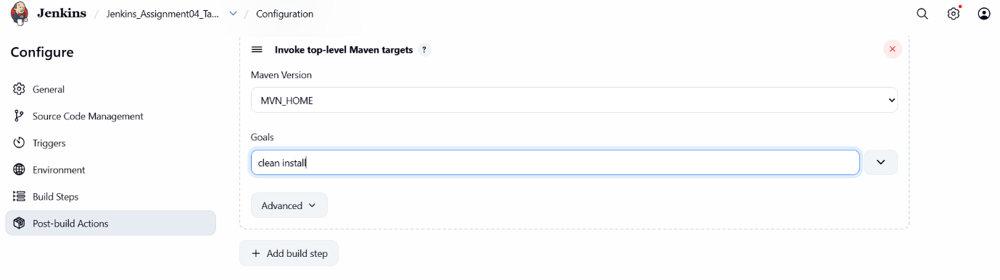 Jenkins / Jenkins_Assignment04_Ta... / Configuration
Configure
General
Source Code Management
Triggers
Environment
Build Steps
Post-build Actions
Invoke top-level Maven targets ?
Maven Version
MVN_HOME
Goals
clean install
Advanced
+ Add build step